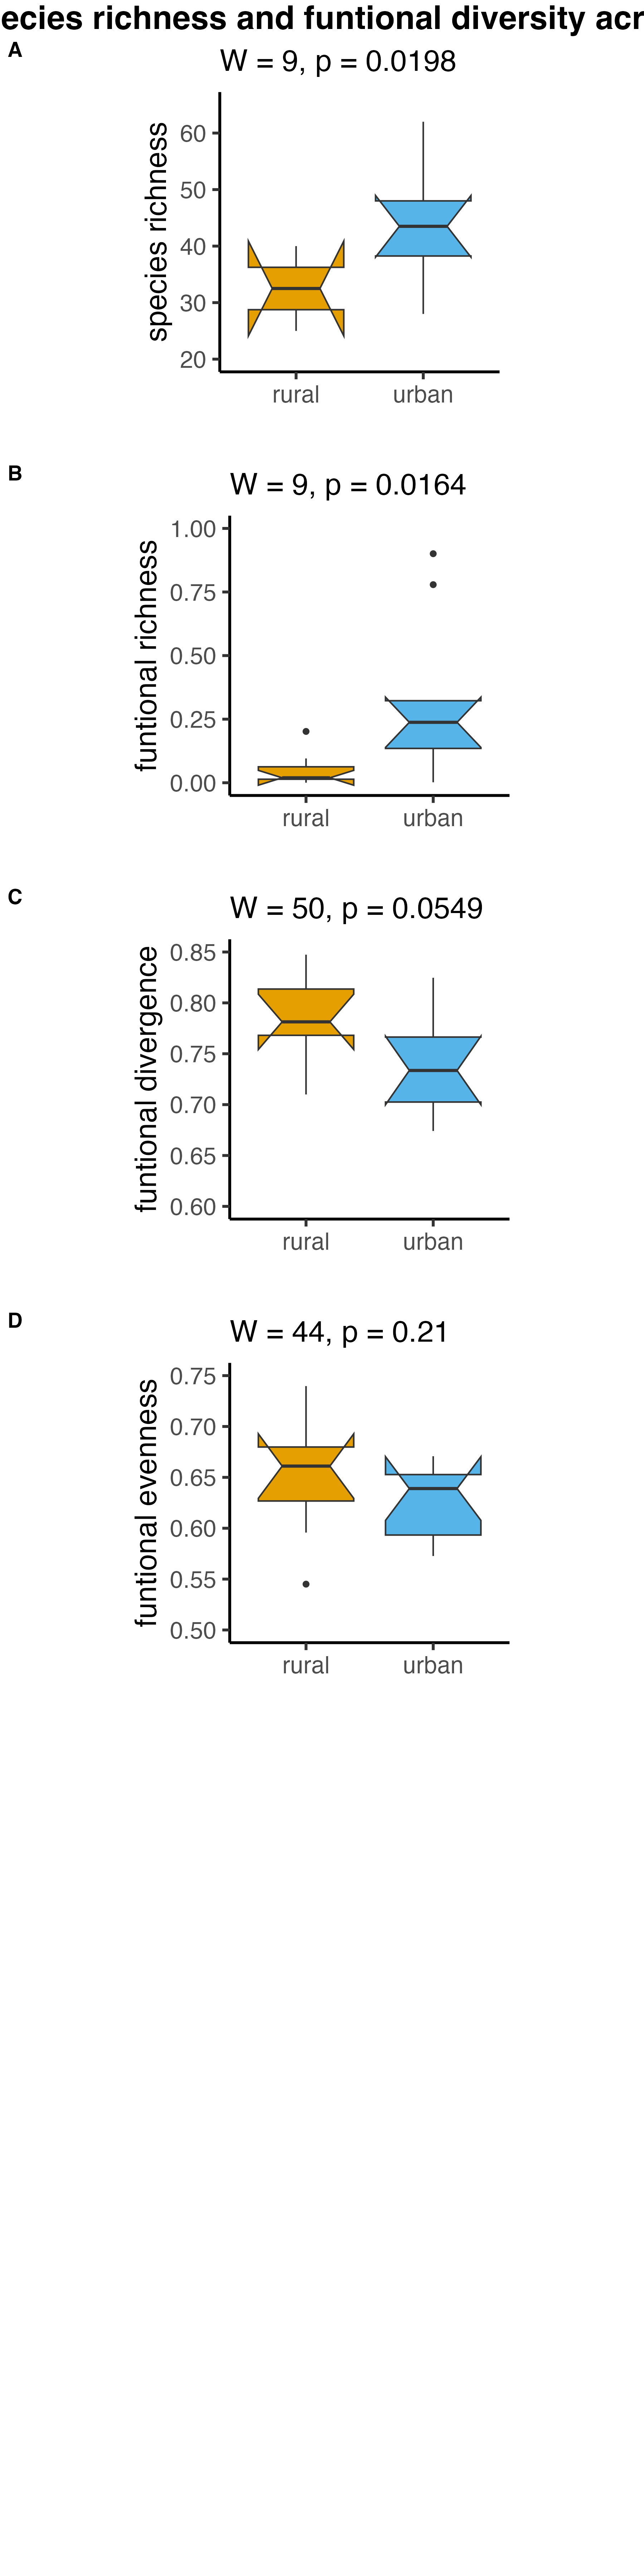 ecies richness and funtional diversity acr
A
W = 9, p = 0.0198
species richness
60
50
40
30
20
rural urban
B
W = 9, p = 0.0164
funtional richness
1.00
0.75
0.50
0.25
0.00
rural urban
C
W = 50, p = 0.0549
funtional divergence
0.85
0.80
0.75
0.70
0.65
0.60
rural urban
D
W = 44, p = 0.21
funtional evenness
0.75
0.70
0.65
0.60
0.55
0.50
rural urban